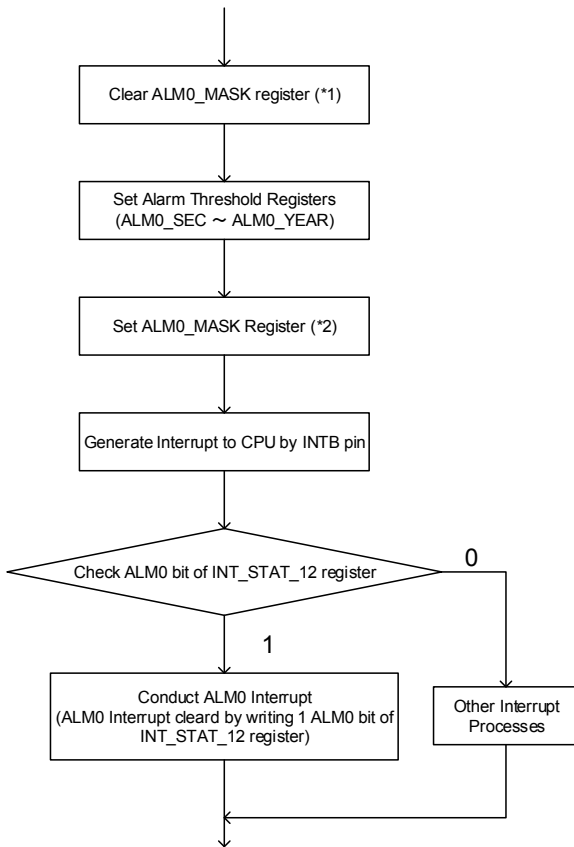 Clear ALM0_MASK register (*1)
Set Alarm Threshold Registers
(ALM0_SEC ～ ALM0_YEAR)
Set ALM0_MASK Register (*2)
Generate Interrupt to CPU by INTB pin
Check ALM0 bit of INT_STAT_12 register
0
1
Conduct ALM0 Interrupt
(ALM0 Interrupt cleard by writing 1 ALM0 bit of
INT_STAT_12 register)
Other Interrupt
Processes